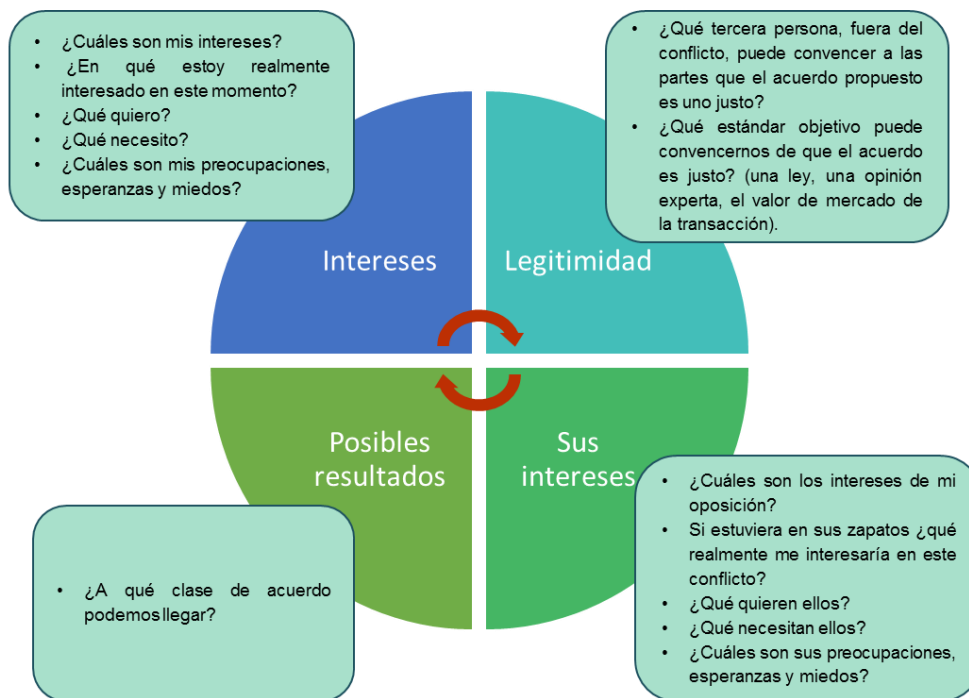 • ¿Cuáles son mis intereses?
• ¿En qué estoy realmente
interesado en este momento?
• ¿Qué quiero?
• ¿Qué necesito?
• ¿Cuáles son mis preocupaciones,
esperanzas y miedos?
• ¿Qué tercera persona, fuera del
conflicto, puede convencer a las
partes que el acuerdo propuesto
es uno justo?
• ¿Qué estándar objetivo puede
convencernos de que el acuerdo
es justo? (una ley, una opinión
experta, el valor de mercado de
la transacción).
Intereses
Legitimidad
Posibles
resultados
Sus
intereses
• ¿A qué clase de acuerdo
podemos llegar?
• ¿Cuáles son los intereses de mi
oposición?
• Si estuviera en sus zapatos ¿qué
realmente me interesaría en este
conflicto?
• ¿Qué quieren ellos?
• ¿Qué necesitan ellos?
• ¿Cuáles son sus preocupaciones,
esperanzas y miedos?